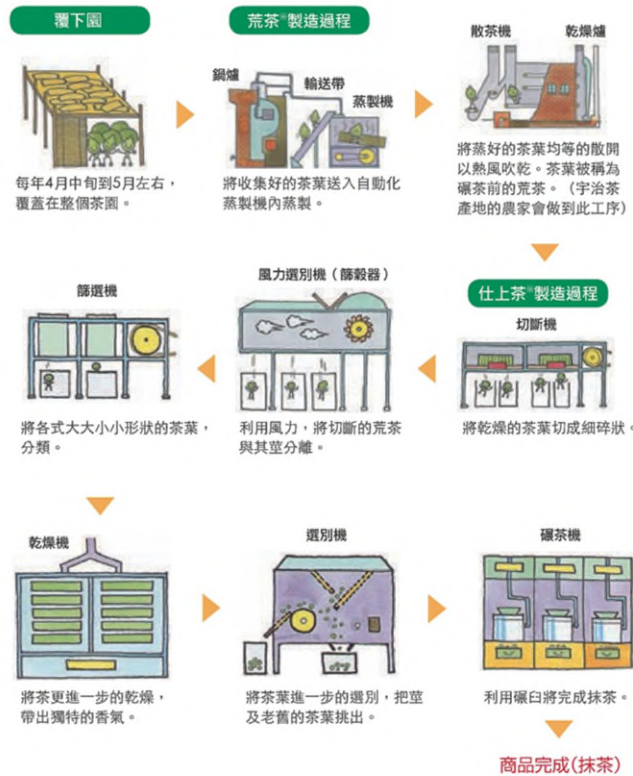 覆下園
荒茶※製造過程
散茶機
乾燥爐
鍋爐
輸送帶
蒸製機
每年4月中旬到5月左右，
覆蓋在整個茶園。
將收集好的茶葉送入自動化
蒸製機內蒸製。
將蒸好的茶葉均等的散開
以熱風吹乾。茶葉被稱為
碾茶前的荒茶。（宇治茶
產地的農家會做到此工序）
仕上茶※製造過程
切斷機
將乾燥的茶葉切成細碎狀。
風力選別機（篩穀器）
利用風力，將切斷的荒茶
與其莖分離。
篩選機
將各式大大小小形狀的茶葉，
分類。
乾燥機
將茶更進一步的乾燥，
帶出獨特的香氣。
選別機
將茶葉進一步的選別，把莖
及老舊的茶葉挑出。
碾茶機
利用碾臼將完成抹茶。
商品完成（抹茶）